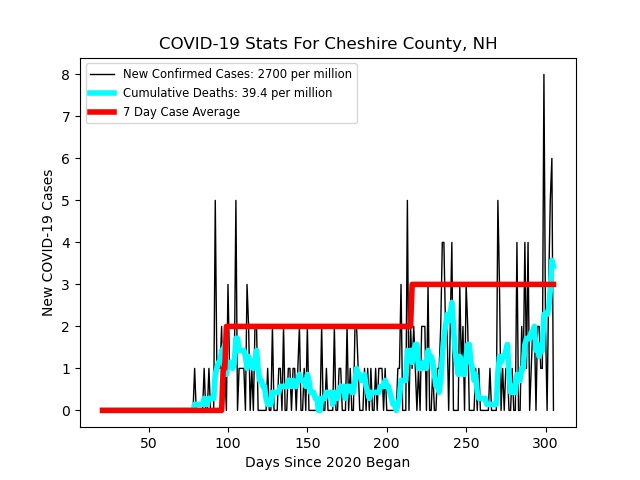 COVID-19 Stats For Cheshire County, NH
New Confirmed Cases: 2700 per million
Cumulative Deaths: 39.4 per million
7 Day Case Average
New COVID-19 Cases
8
7
6
5
4
3
2
1
0
50 100 150 200 250 300
Days Since 2020 Began